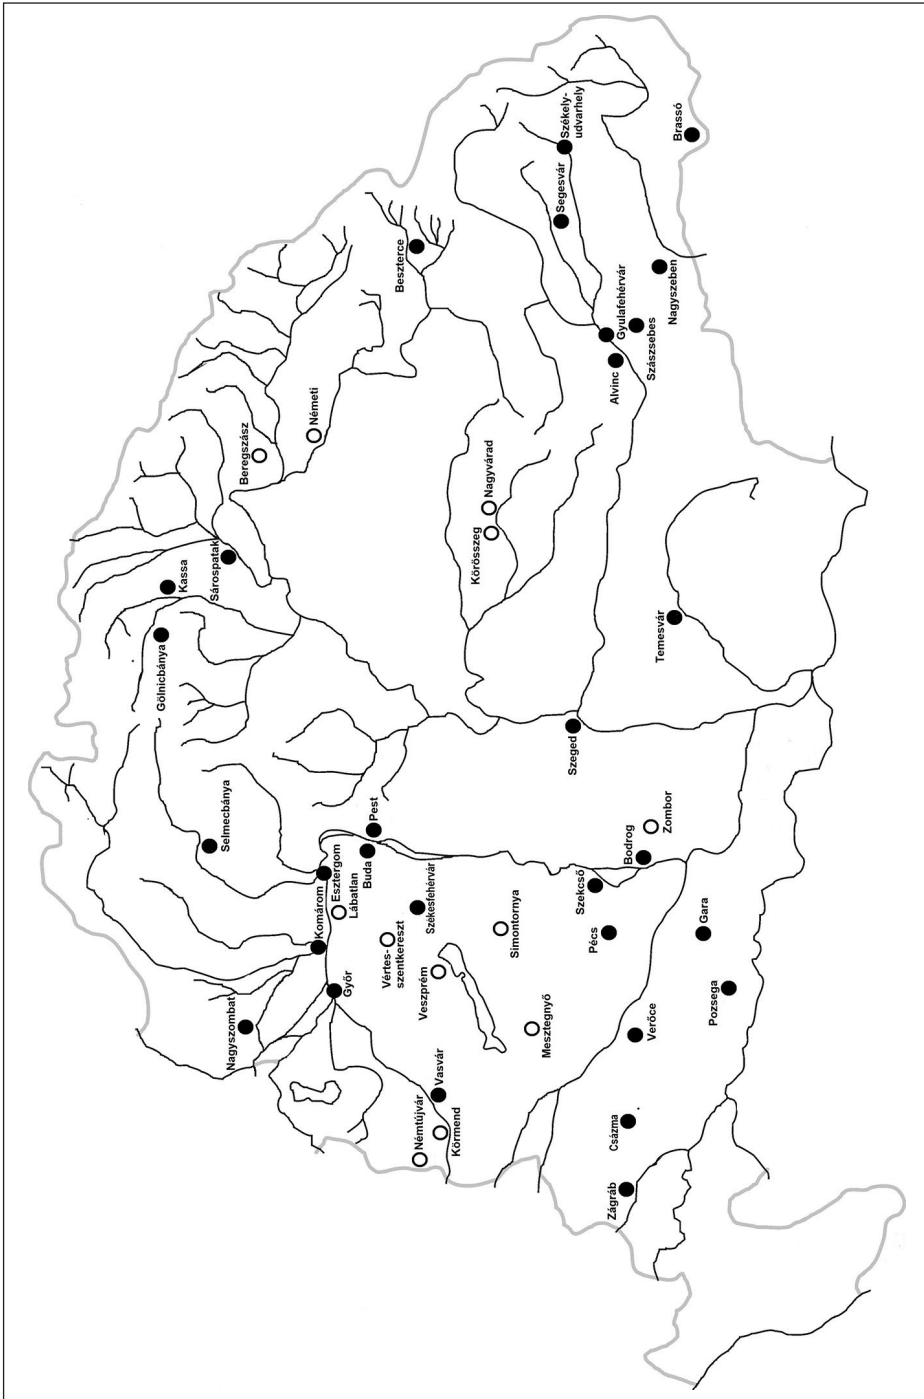 Gölnicbánya
Kassa
Sárospatak
Selmecbánya
Nagyszombat
Beregszász
Németi
Komárom
Esztergom
Győr
Lábatlan
Buda
Pest
Vértes-
szentkereszt
Beszterce
Némtújvár
Veszprém
Székesfehérvár
Vasvár
Körmend
Körösszeg
Nagyvárad
Simontornya
Mesztegnyő
Segesvár
Székely-
udvarhely
Szeged
Pécs
Szekcső
Zágráb
Csázma
Alvinc
Gyulafehérvár
Bodrog
Verőce
Szászsebes
Temesvár
Zombor
Nagyszeben
Brassó
Gara
Pozsega